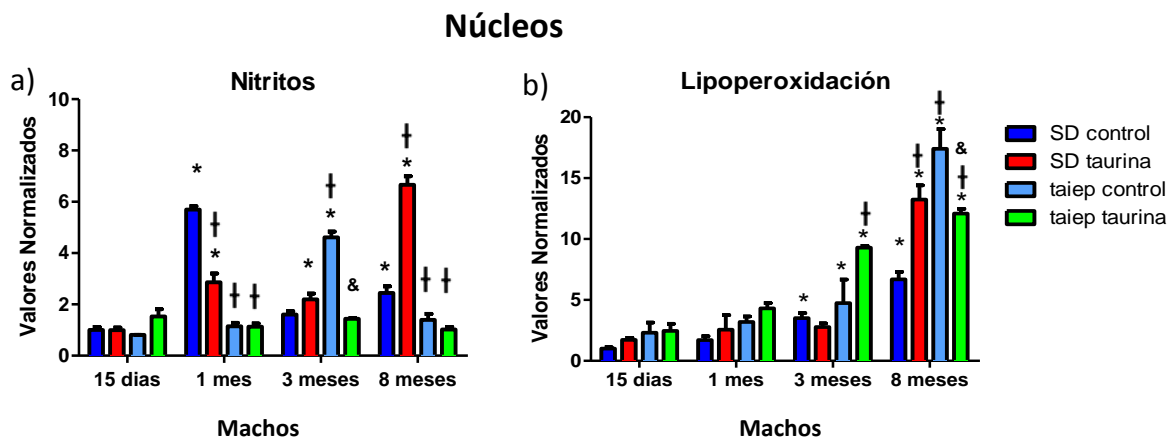 Núcleos
a)
Nitritos
Valores Normalizados
10
8
6
4
2
0
*
ⵐ
*
ⵐ
ⵐ
*
ⵐ
*
&
*
ⵐ
*
ⵐ
ⵐ
15 dias
1 mes
3 meses
8 meses
Machos
b)
Lipoperoxidación
Valores Normalizados
20
15
10
5
0
*
*
ⵐ
*
*
ⵐ
*
ⵐ
*
&
ⵐ
*
15 dias
1 mes
3 meses
8 meses
Machos
SD control
SD taurina
taiep control
taiep taurina